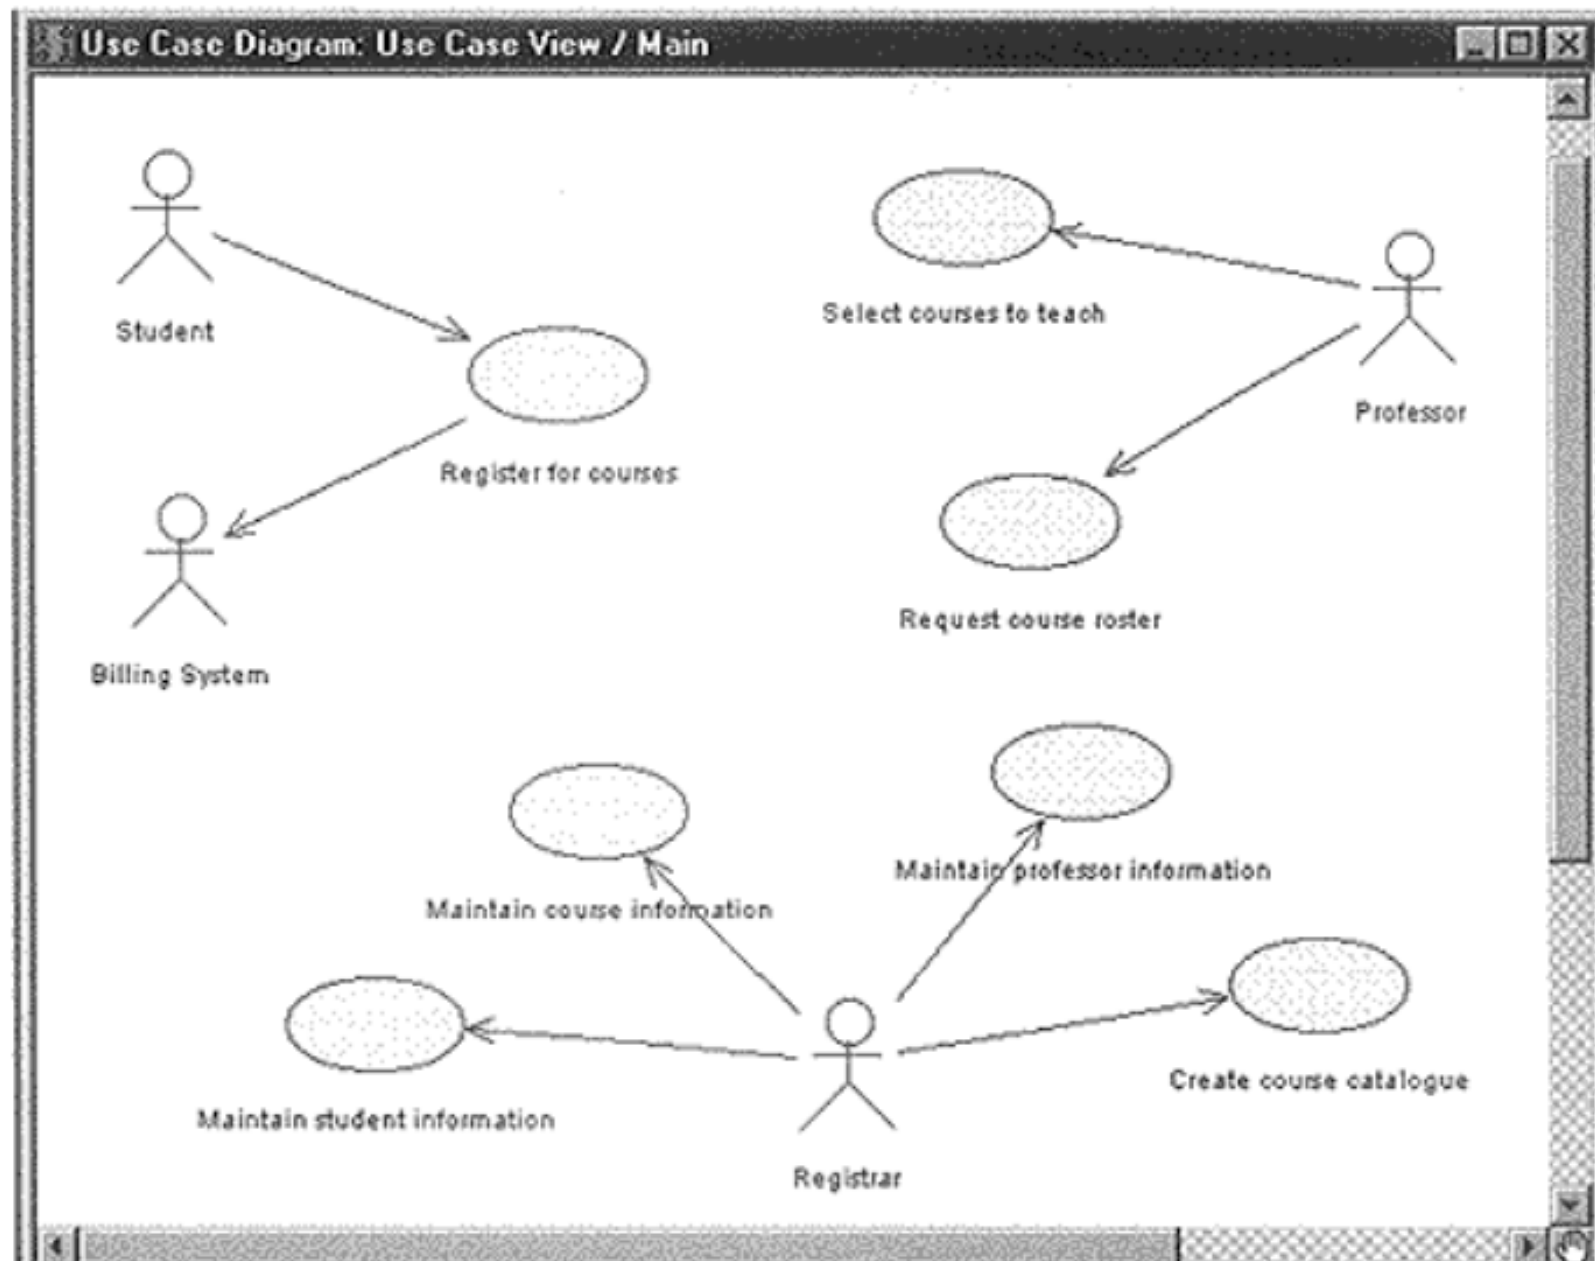 Use Case Diagram: Use Case View / Main
Student
Select courses to teach
Professor
Register for courses
Request course roster
Billing System
Maintain professor information
Maintain course information
Create course catalogue
Maintain student information
Registrar